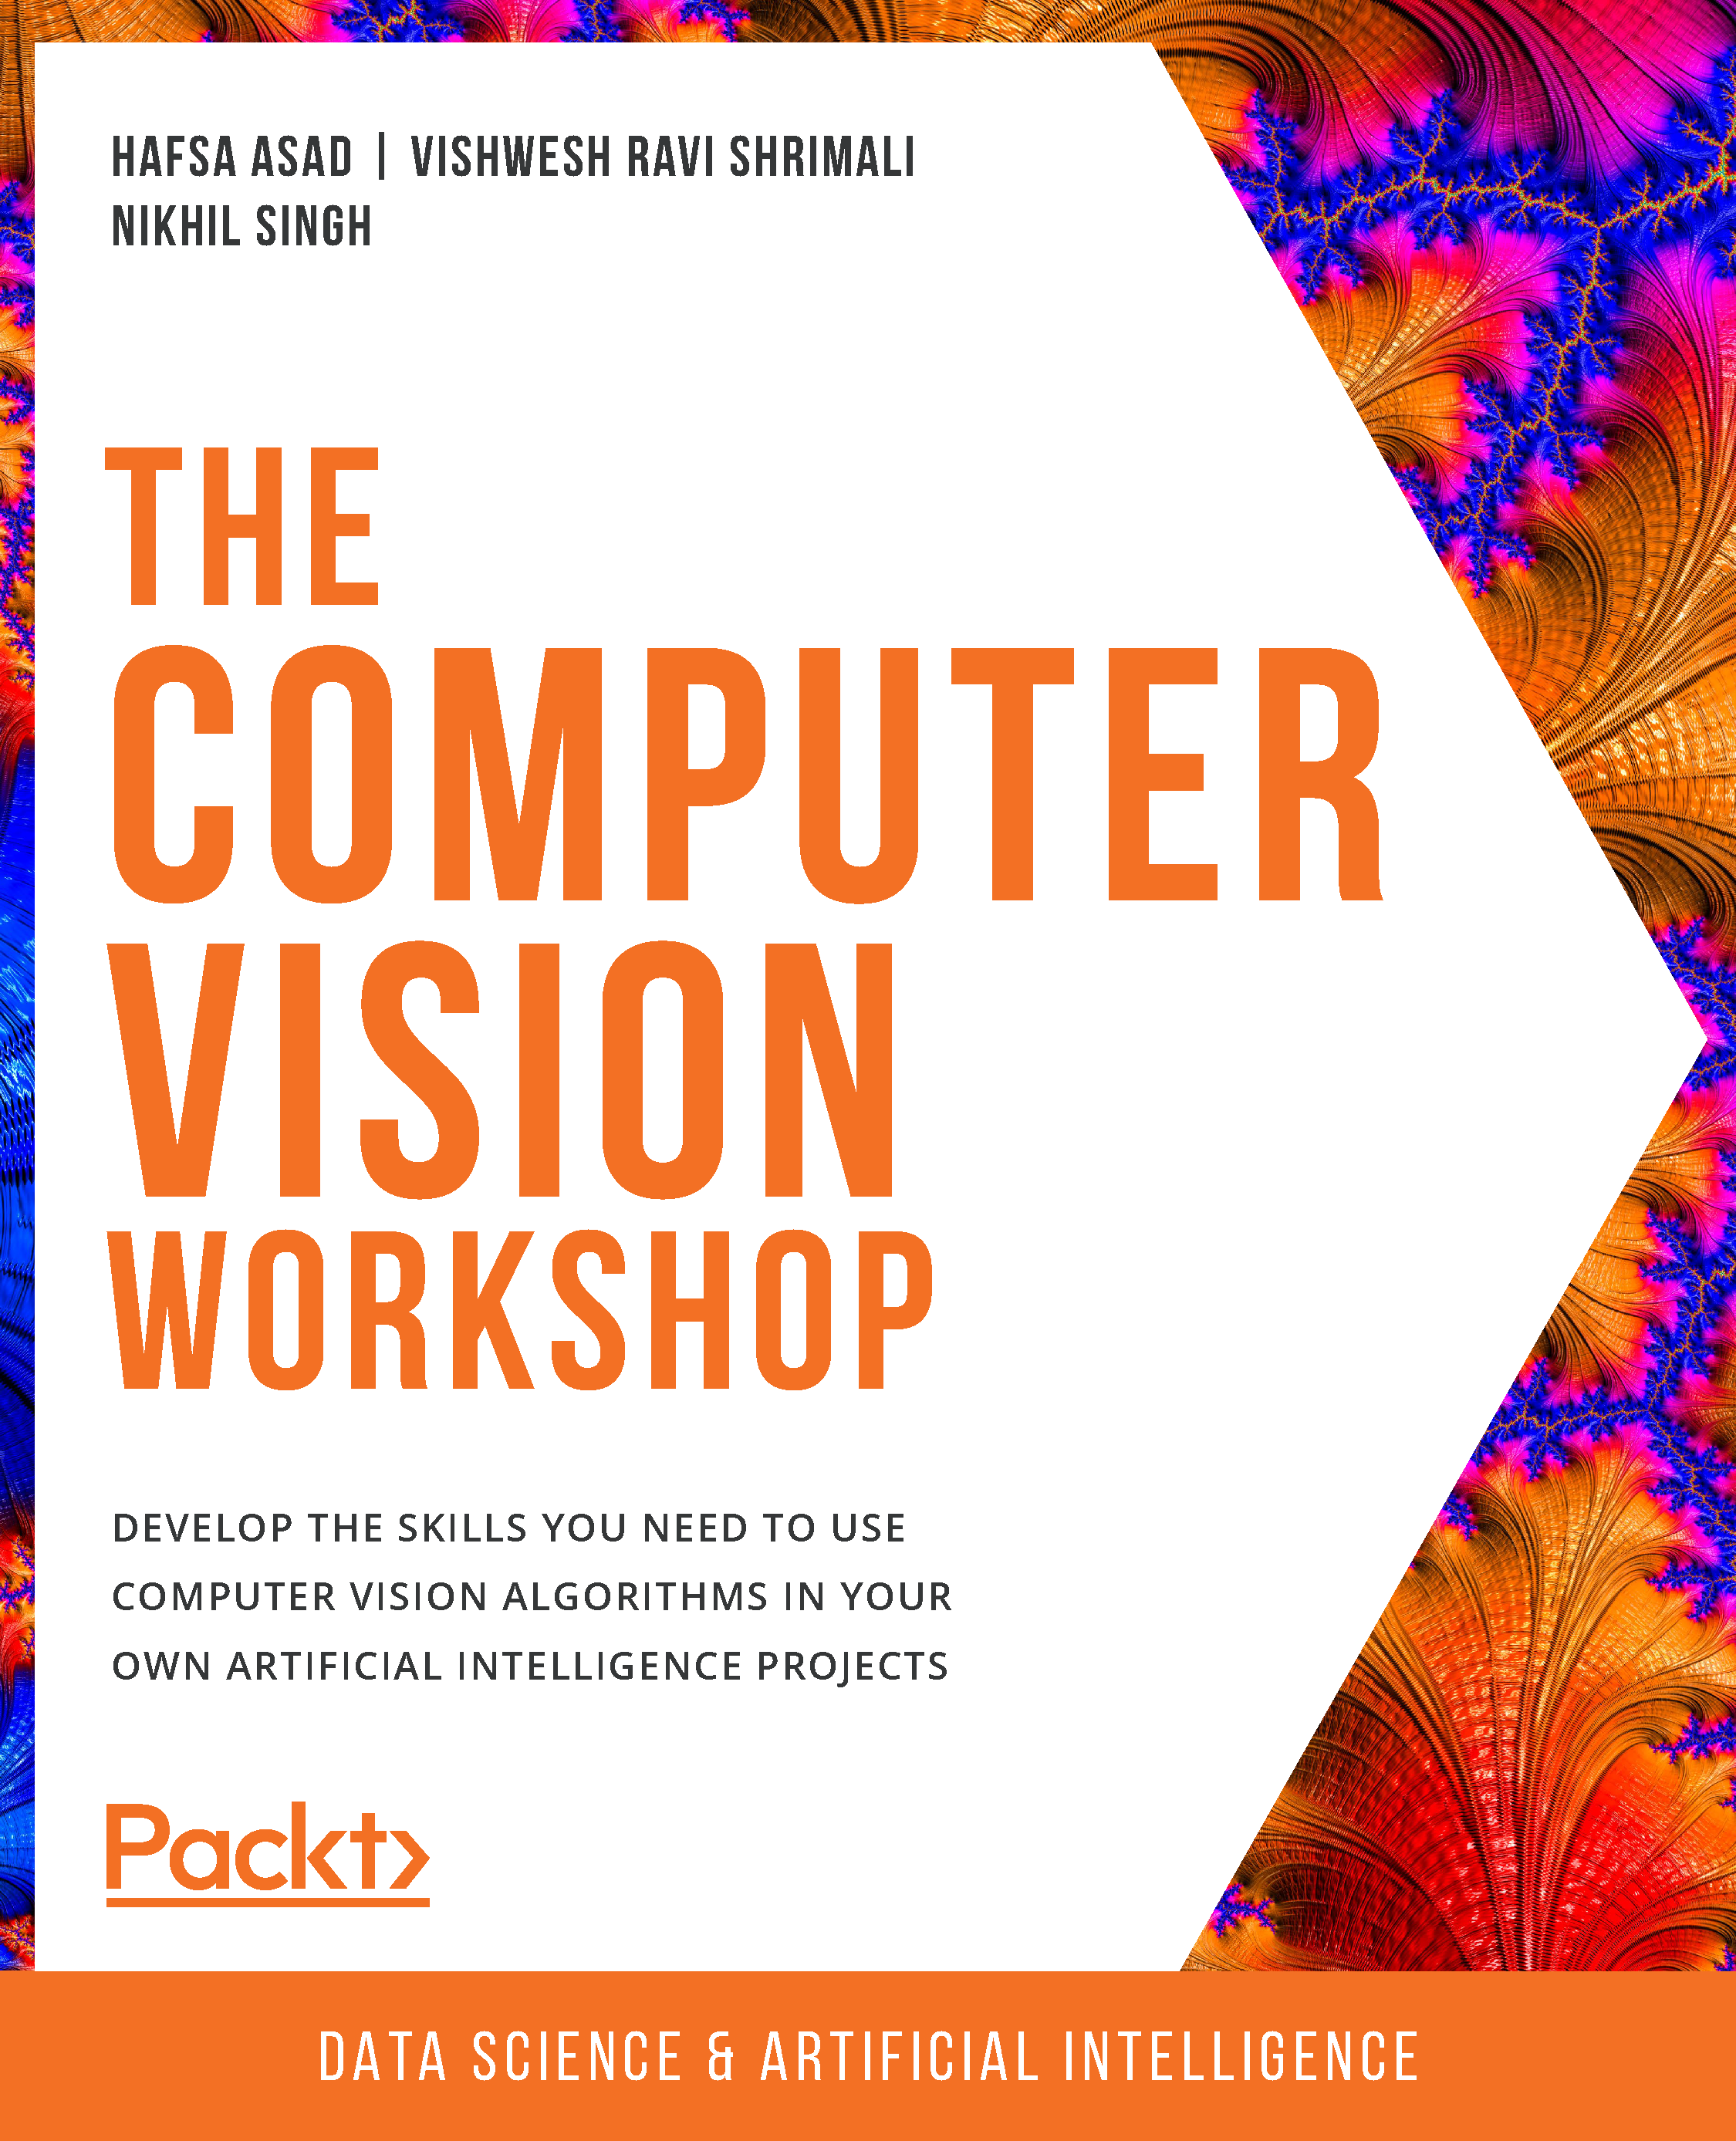 HAFSA ASAD | VISHWESH RAVI SHRIMALI
NIKHIL SINGH
THE
COMPUTER
VISION
WORKSHOP
DEVELOP THE SKILLS YOU NEED TO USE
COMPUTER VISION ALGORITHMS IN YOUR
OWN ARTIFICIAL INTELLIGENCE PROJECTS
Packt
DATA SCIENCE & ARTIFICIAL INTELLIGENCE